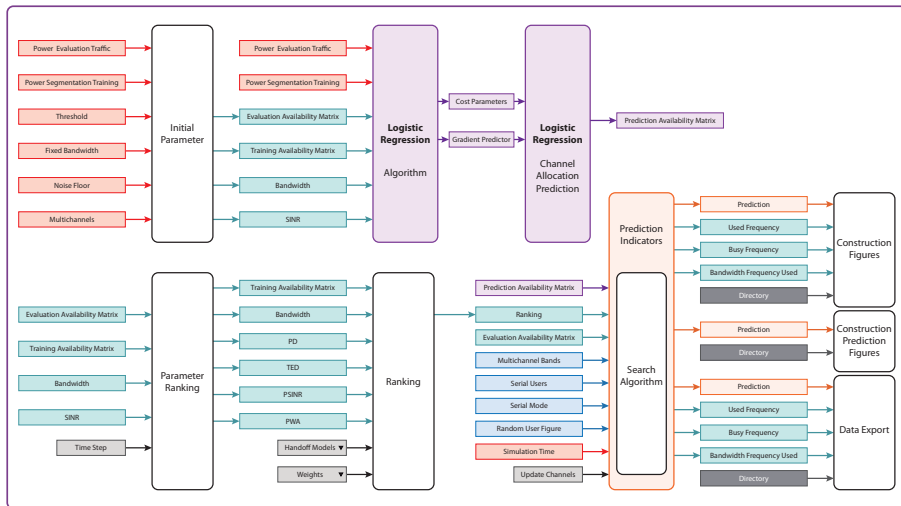 Power Evaluation Traffic
Power Segmentation Training
Threshold
Fixed Bandwidth
Noise Floor
Multichannels
Initial
Parameter
Power Evaluation Traffic
Power Segmentation Training
Evaluation Availability Matrix
Training Availability Matrix
Bandwidth
SINR
Logistic
Regression
Algorithm
Cost Parameters
Gradient Predictor
Logistic
Regression
Channel
Allocation
Prediction
Prediction Availability Matrix
Evaluation Availability Matrix
Training Availability Matrix
Bandwidth
SINR
Time Step
Parameter
Ranking
Training Availability Matrix
Bandwidth
PD
TED
PSINR
PWA
Handoff Models
Weights
Ranking
Prediction Availability Matrix
Ranking
Evaluation Availability Matrix
Multichannel Bands
Serial Users
Serial Mode
Random User Figure
Simulation Time
Update Channels
Prediction
Indicators
Search
Algorithm
Prediction
Used Frequency
Busy Frequency
Bandwidth Frequency Used
Directory
Construction
Figures
Prediction
Directory
Construction
Prediction
Figures
Prediction
Used Frequency
Busy Frequency
Bandwidth Frequency Used
Directory
Data Export